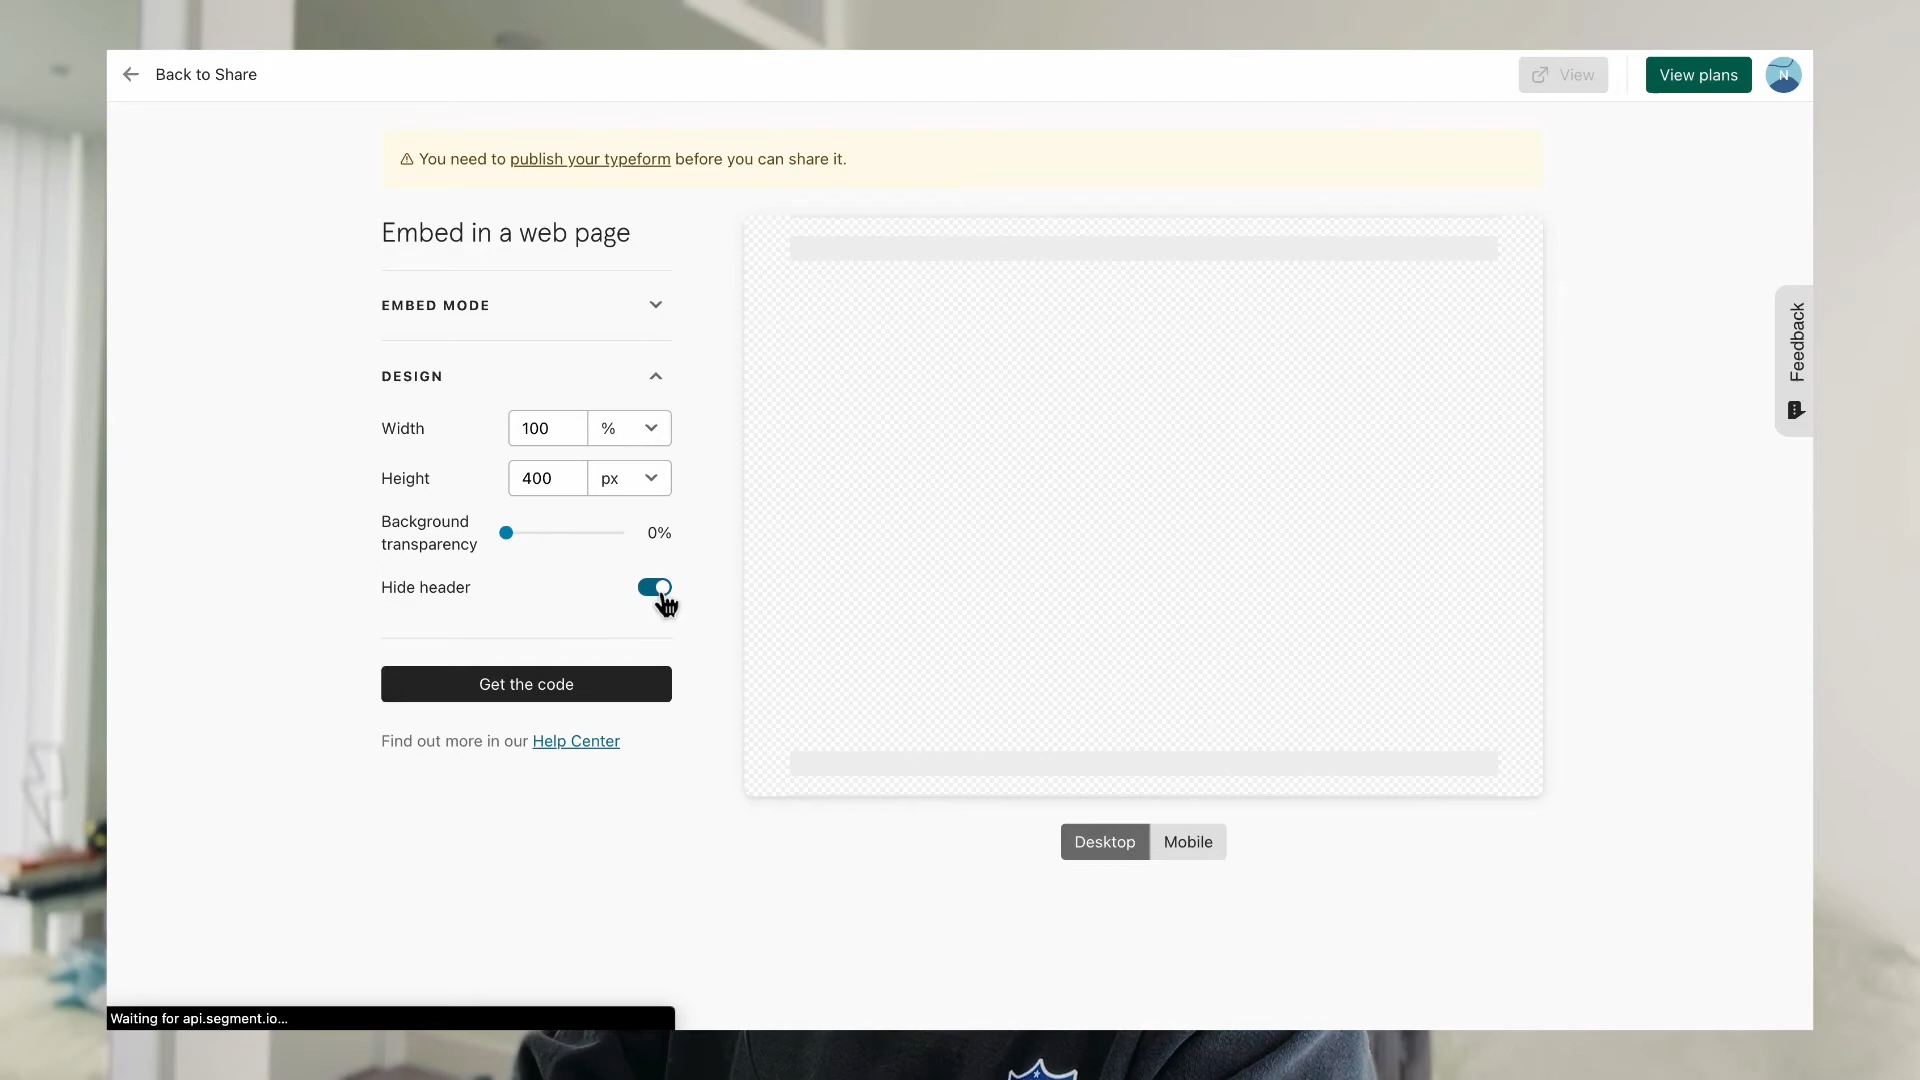 Back to Share
View
View plans
N
You need to publish your typeform before you can share it.
Embed in a web page
EMBED MODE
DESIGN
Width
100
%
Height
400
px
Background
transparency
0%
Hide header
Get the code
Find out more in our Help Center
Desktop
Mobile
Feedback
Waiting for api.segment.io...